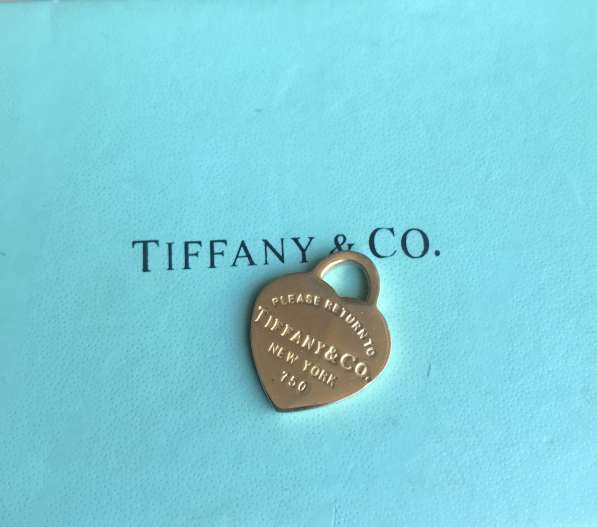 TIFFANY & CO.
PLEASE RETURN TO
TIFFANY & CO.
NEW YORK
750